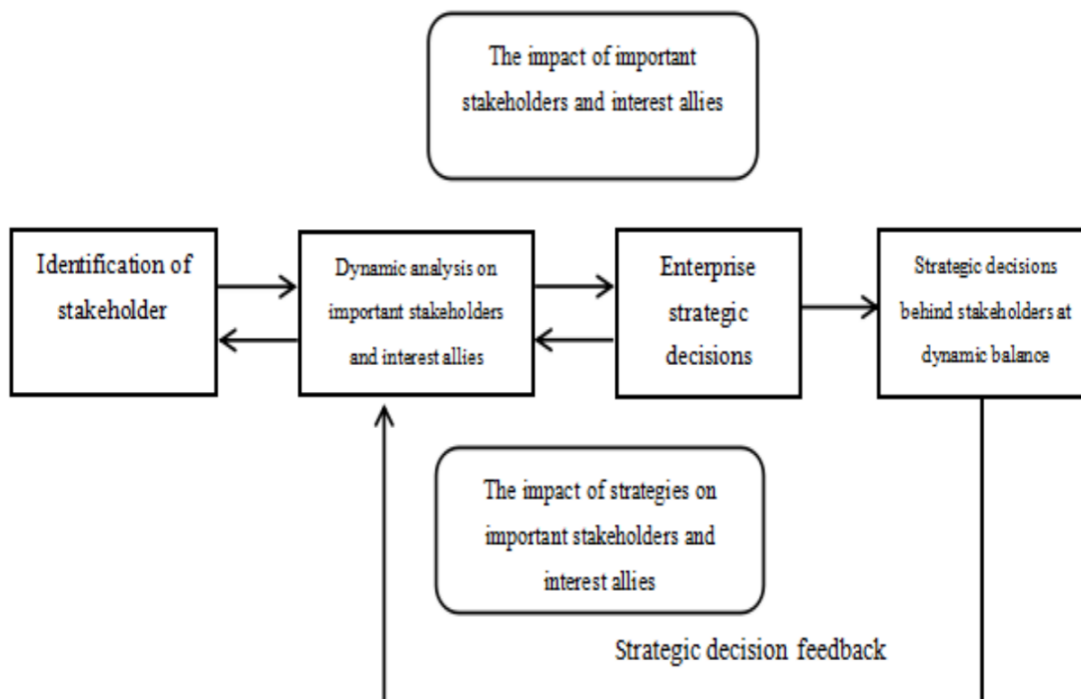 The impact of important
stakeholders and interest allies
Identification of
stakeholder
Dynamic analysis on
important stakeholders
and interest allies
Enterprise
strategic
decisions
Strategic decisions
behind stakeholders at
dynamic balance
The impact of strategies on
important stakeholders and
interest allies
Strategic decision feedback